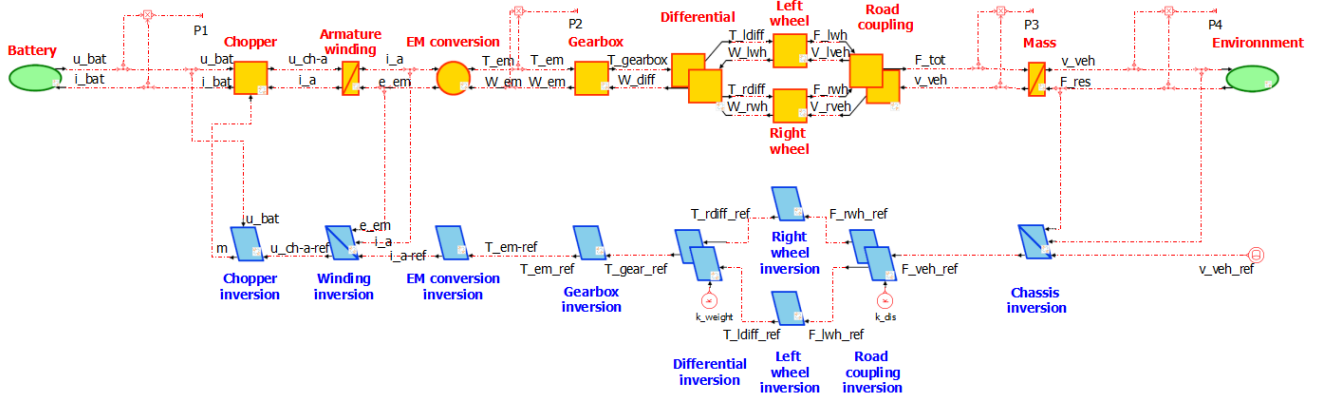 Differential
Left
wheel
Road
coupling
P1
P2
P3
P4
Battery
Chopper
Armature
winding
EM conversion
Gearbox
Mass
Environnment
u_bat
u_bat
u_ch-a
i_a
T_em
T_em
T_gearbox
T_ldiff
F_lwh
W_lwh
V_lveh
F_tot
v_veh
i_bat
i_bat
i_a
e_em
W_em
W_em
W_diff
T_rdiff
F_rwh
W_rwh
V_rveh
v_veh
F_res
Right
wheel
u_bat
e_em
i_a
m
u_ch-a-ref
i_a-ref
T_em-ref
T_em_ref
T_gear_ref
T_rdiff_ref
F_rwh_ref
F_veh_ref
v_veh_ref
Right
wheel
inversion
Chopper
inversion
Winding
inversion
EM conversion
inversion
Gearbox
inversion
Chassis
inversion
k_weight
k_dis
T_ldiff_ref
F_lwh_ref
Differential
inversion
Left
wheel
inversion
Road
coupling
inversion